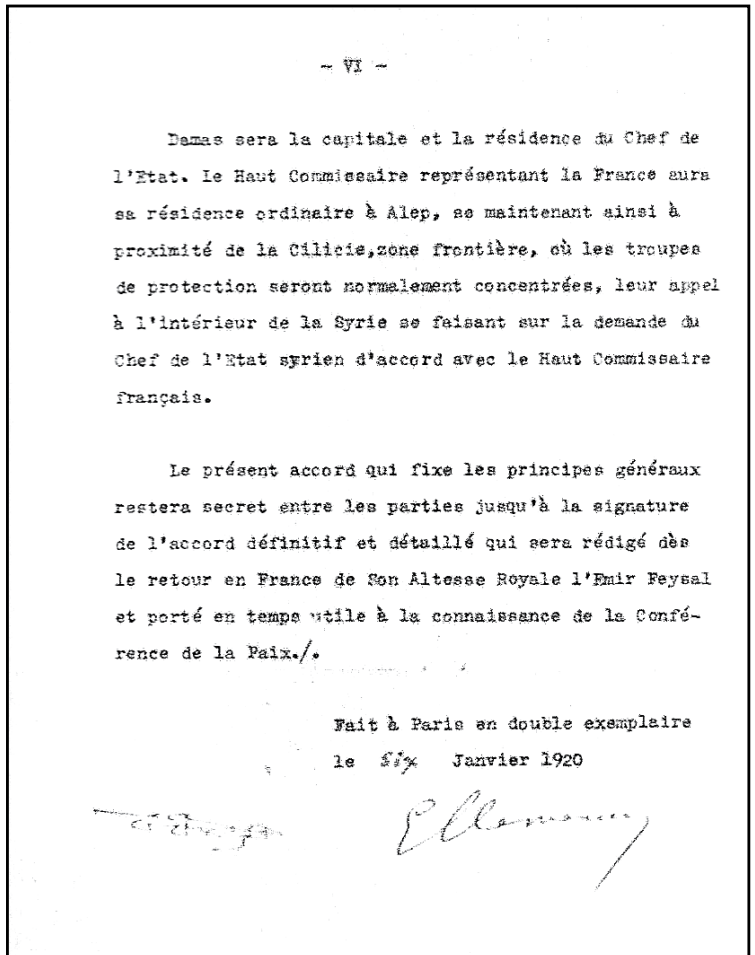 - VI -
Damas sera la capitale et la résidence du Chef de
l'Etat. Le Haut Commissaire représentant la France aura
sa résidence ordinaire à Alep, se maintenant ainsi à
proximité de la Cilicie,zone frontière, où les troupes
de protection seront normalement concentrées, leur appel
à l'intérieur de la Syrie se faisant sur la demande du
Chef de l'Etat syrien d'accord avec le Haut Commissaire
français.
Le présent accord qui fixe les principes généraux
restera secret entre les parties jusqu'à la signature
de l'accord définitif et détaillé qui sera rédigé dès
le retour en France de Son Altesse Royale l'Emir Feysal
et porté en temps utile à la connaissance de la Confé-
rence de la Paix./.
Fait à Paris en double exemplaire
le six Janvier 1920